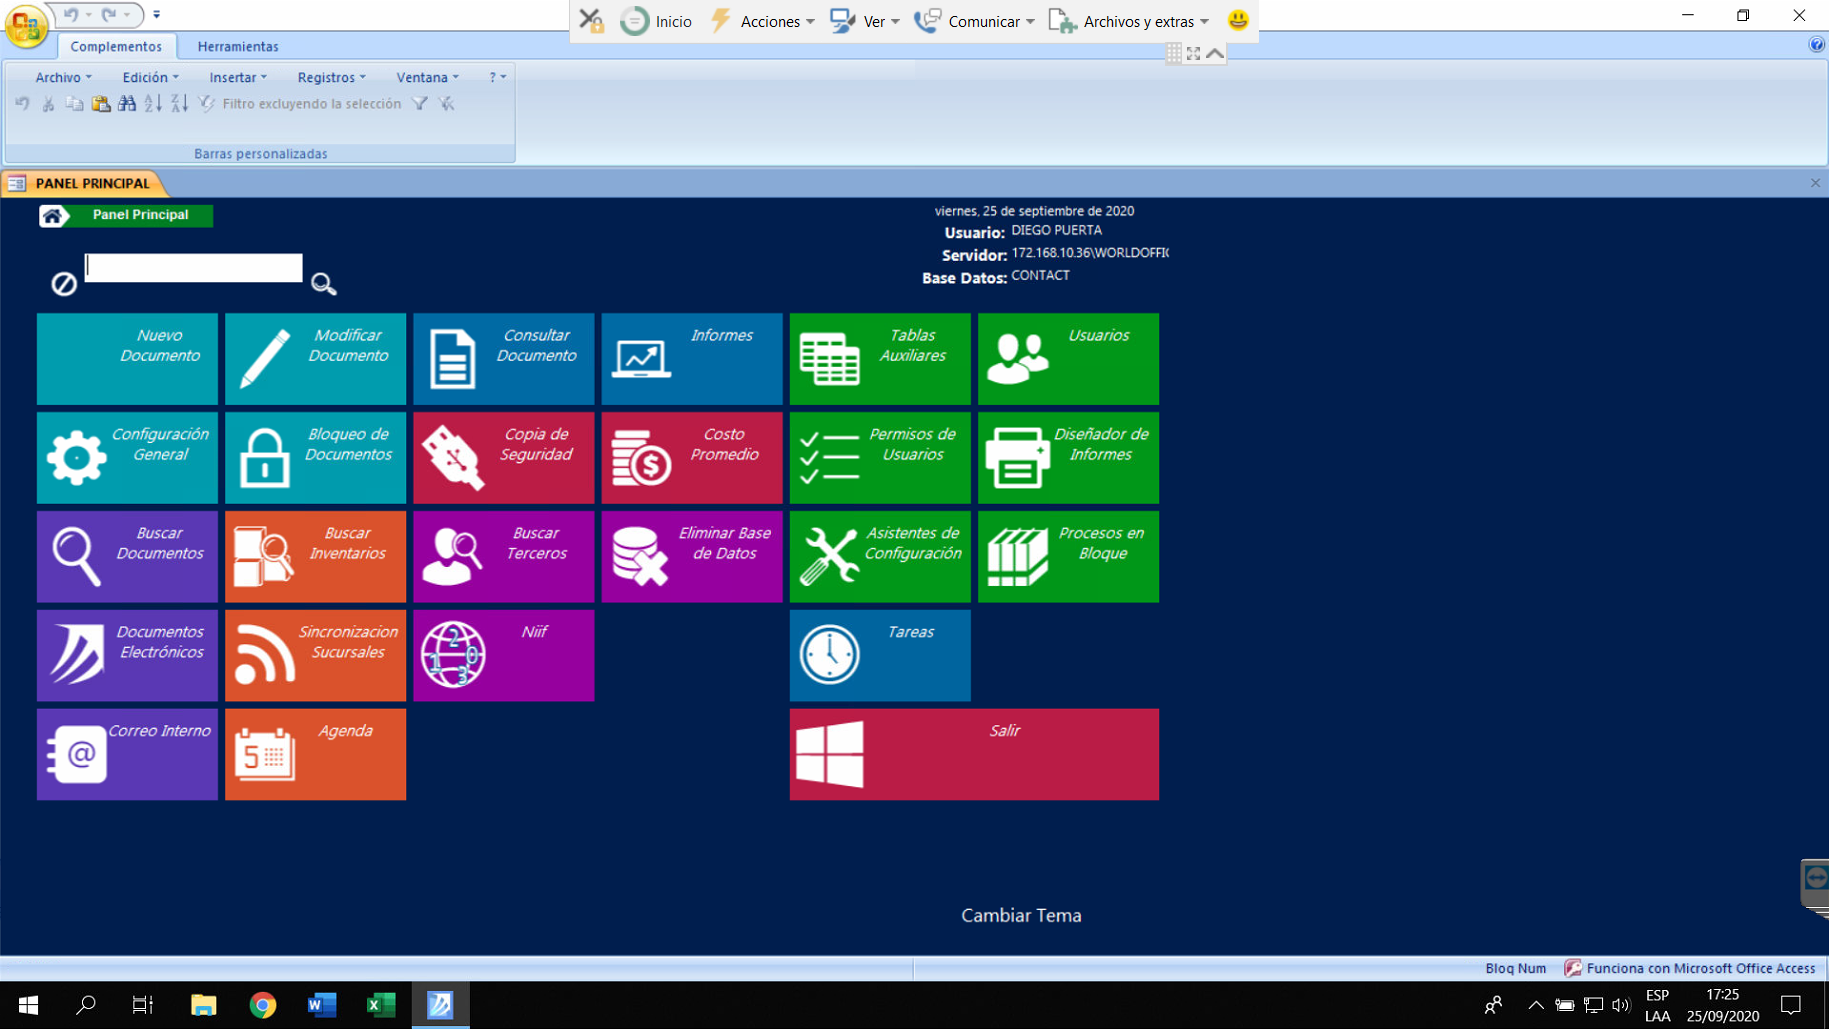 Inicio
Acciones
Ver
Comunicar
Archivos y extras
Complementos
Herramientas
Archivo
Edición
Insertar
Registros
Ventana
?
Filtro excluyendo la selección
Barras personalizadas
PANEL PRINCIPAL
Panel Principal
viernes, 25 de septiembre de 2020
Usuario: DIEGO PUERTA
Servidor: 172.168.10.36\WORLDOFFIC
Base Datos: CONTACT
Nuevo
Documento
Modificar
Documento
Consultar
Documento
Informes
Tablas
Auxiliares
Usuarios
Configuración
General
Bloqueo de
Documentos
Copia de
Seguridad
Costo
Promedio
Permisos de
Usuarios
Diseñador de
Informes
Buscar
Documentos
Buscar
Inventarios
Buscar
Terceros
Eliminar Base
de Datos
Asistentes de
Configuración
Procesos en
Bloque
Documentos
Electrónicos
Sincronizacion
Sucursales
Niif
Tareas
Correo Interno
Agenda
Salir
Cambiar Tema
Bloq Num
Funciona con Microsoft Office Access
ESP
LAA
17:25
25/09/2020